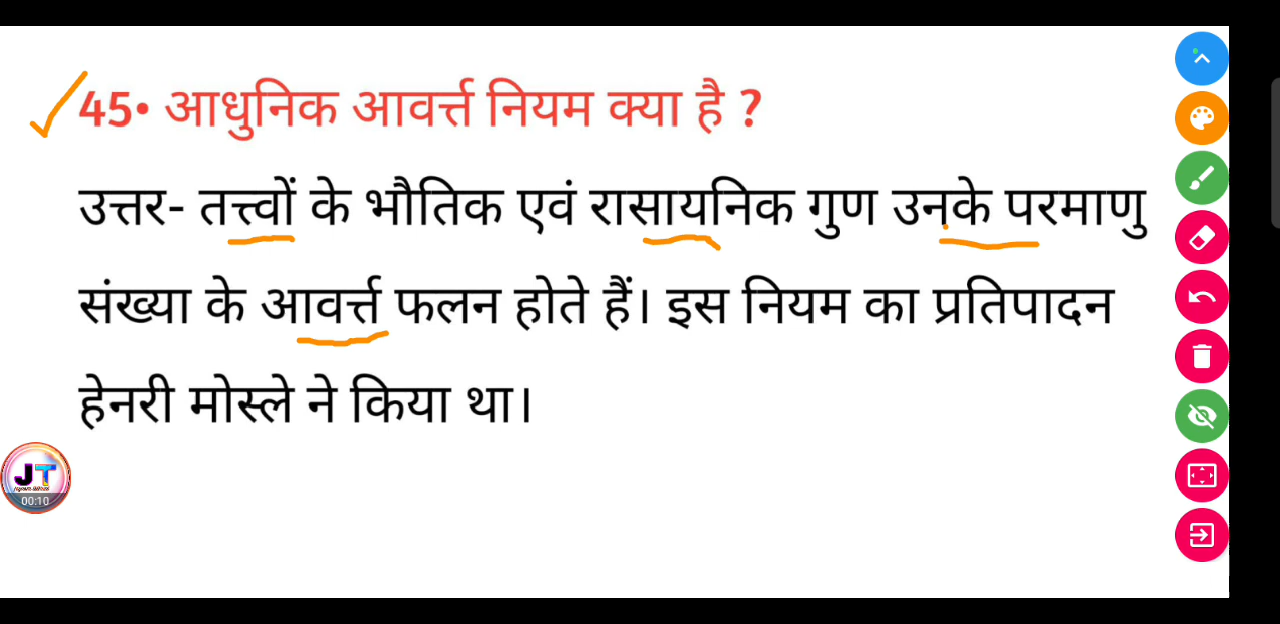 45• आधुनिक आवर्त्त नियम क्या है ?
उत्तर- तत्त्वों के भौतिक एवं रासायनिक गुण उनके परमाणु
संख्या के आवर्त्त फलन होते हैं। इस नियम का प्रतिपादन
हेनरी मोस्ले ने किया था।
JT
00:10